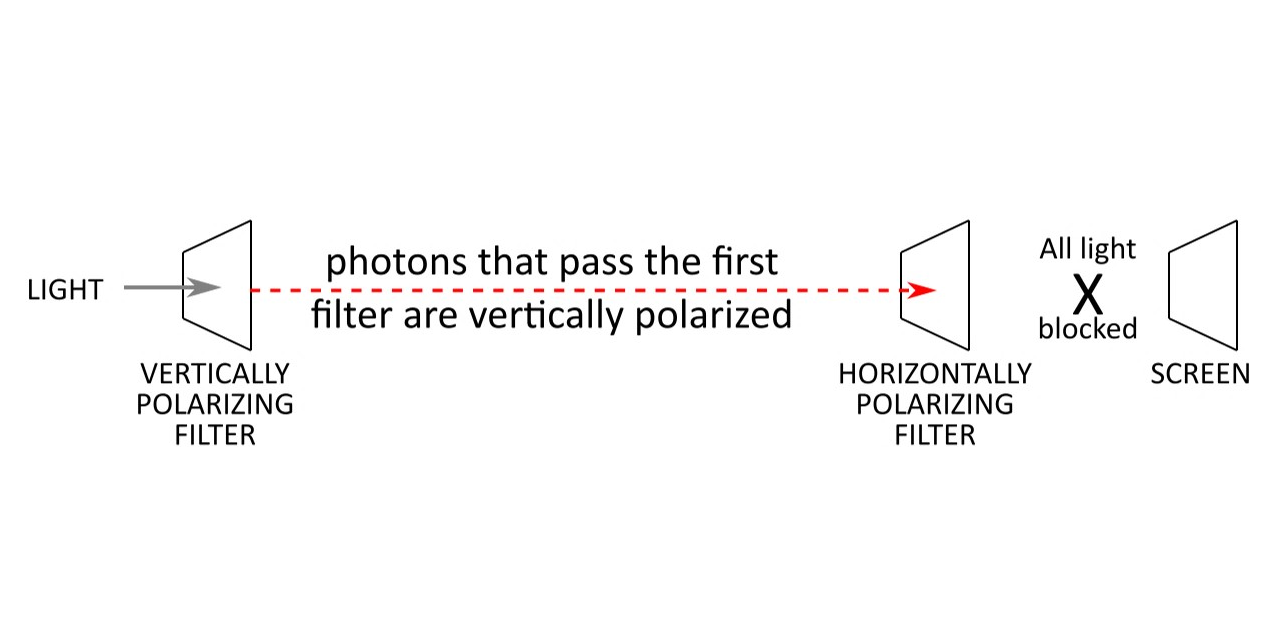 LIGHT
VERTICALLY
POLARIZING
FILTER
photons that pass the first
filter are vertically polarized
HORIZONTALLY
POLARIZING
FILTER
All light
X
blocked
SCREEN